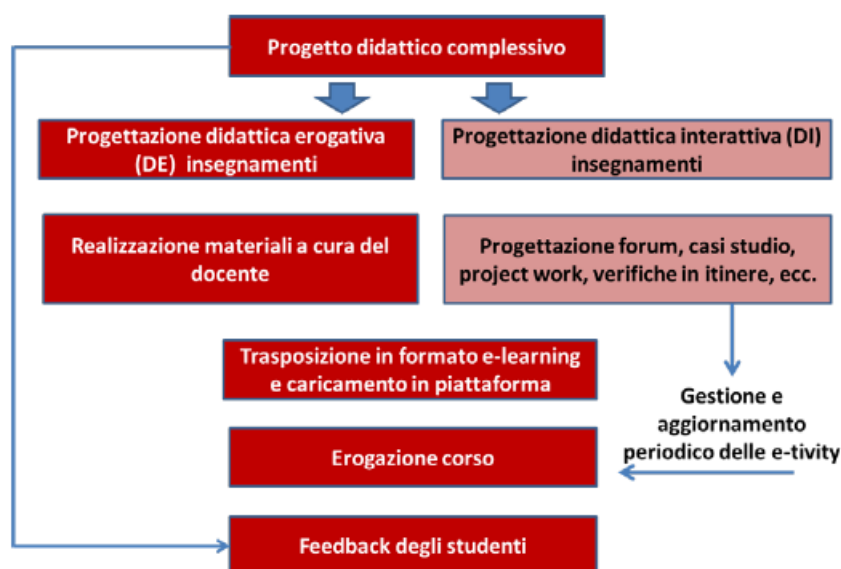 Progetto didattico complessivo
Progettazione didattica erogativa
(DE) insegnamenti
Progettazione didattica interattiva (DI)
insegnamenti
Realizzazione materiali a cura del
docente
Progettazione forum, casi studio,
project work, verifiche in itinere, ecc.
Trasposizione in formato e-learning
e caricamento in piattaforma
Gestione e
aggiornamento
periodico delle e-tivity
Erogazione corso
Feedback degli studenti